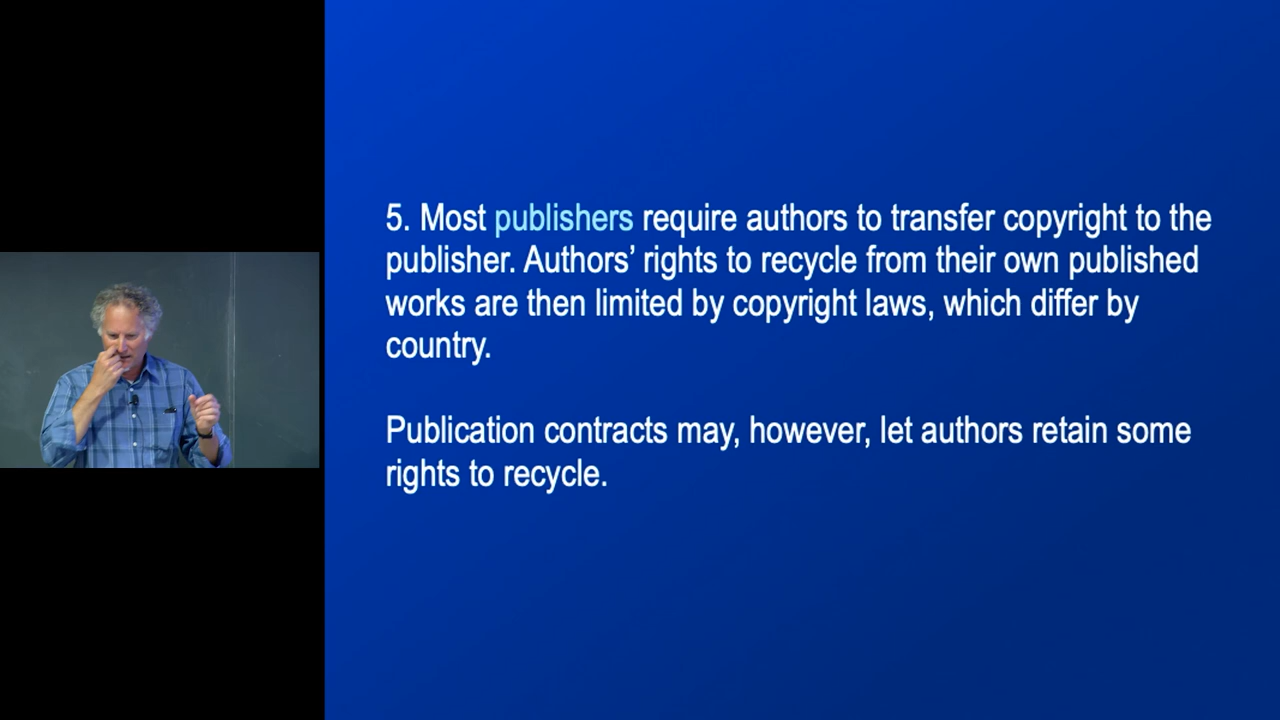 5. Most publishers require authors to transfer copyright to the
publisher. Authors’ rights to recycle from their own published
works are then limited by copyright laws, which differ by
country.
Publication contracts may, however, let authors retain some
rights to recycle.